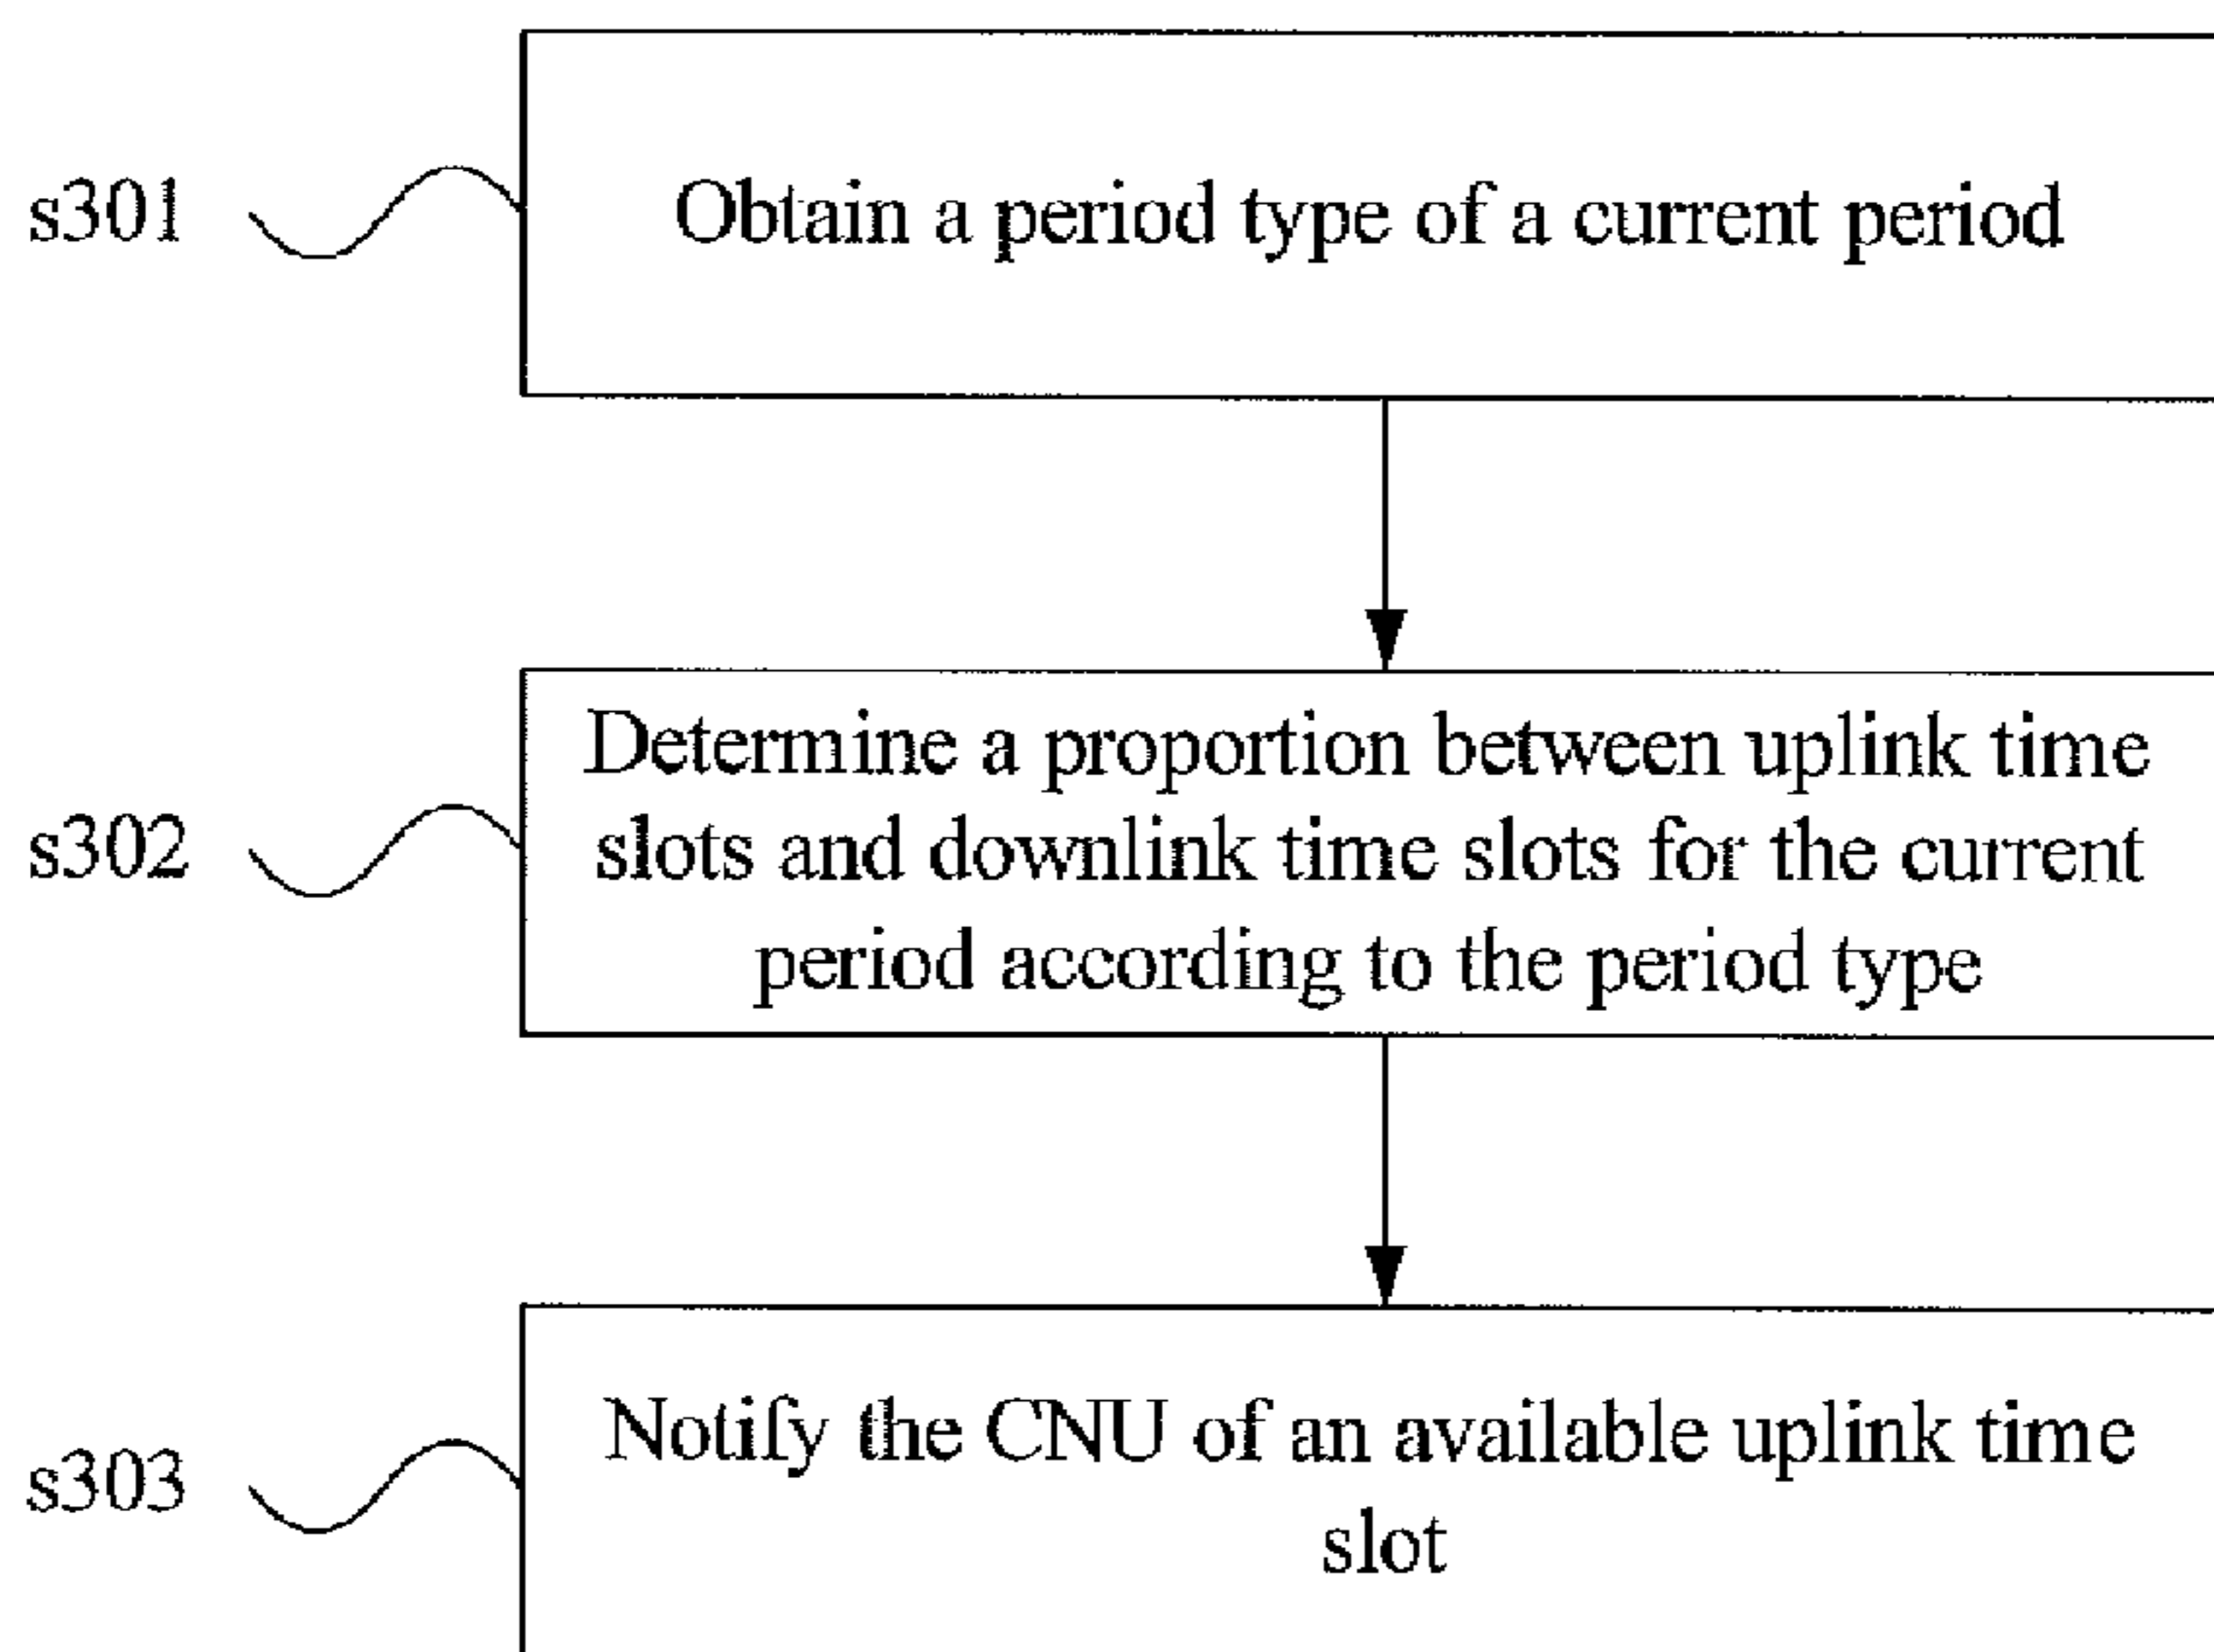 s301
Obtain a period type of a current period
s302
Determine a proportion between uplink time
slots and downlink time slots for the current
period according to the period type
s303
Notify the CNU of an available uplink time
slot